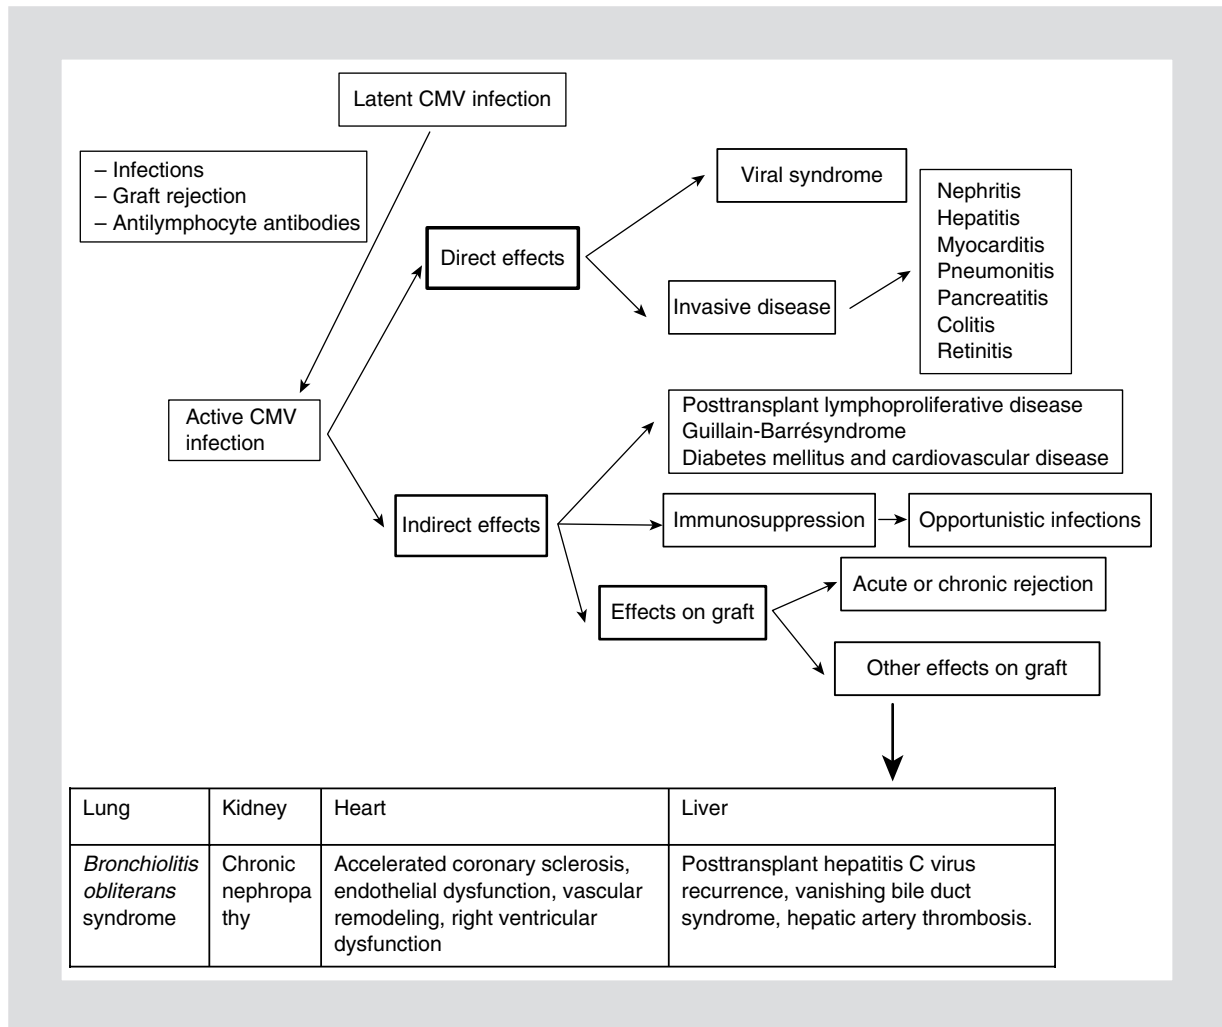 Latent CMV infection
– Infections
– Graft rejection
– Antilymphocyte antibodies
Viral syndrome
Direct effects
Invasive disease
Nephritis
Hepatitis
Myocarditis
Pneumonitis
Pancreatitis
Colitis
Retinitis
Active CMV
infection
Posttransplant lymphoproliferative disease
Guillain-Barrésyndrome
Diabetes mellitus and cardiovascular disease
Indirect effects
Immunosuppression
Opportunistic infections
Effects on graft
Acute or chronic rejection
Other effects on graft
Lung
Kidney
Heart
Liver
Bronchiolitis
obliterans
syndrome
Chronic
nephropa
thy
Accelerated coronary sclerosis,
endothelial dysfunction, vascular
remodeling, right ventricular
dysfunction
Posttransplant hepatitis C virus
recurrence, vanishing bile duct
syndrome, hepatic artery thrombosis.